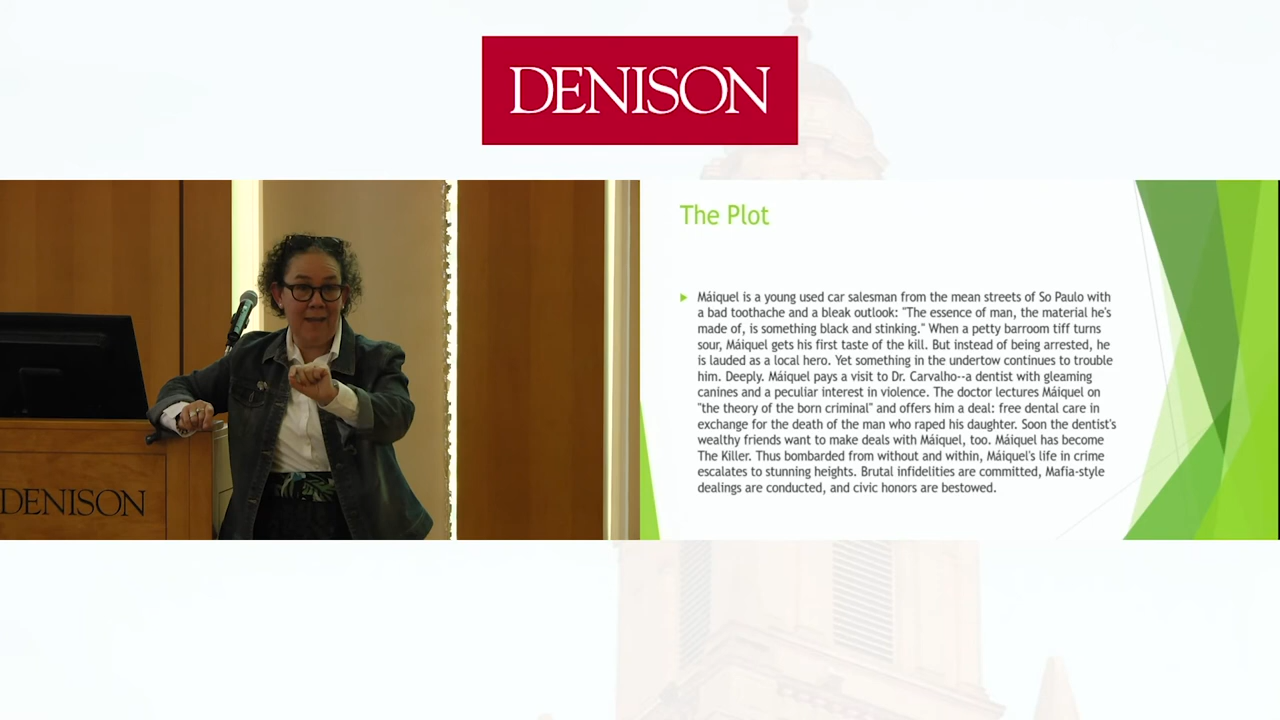 DENISON
The Plot
Máiquel is a young used car salesman from the mean streets of So Paulo with
a bad toothache and a bleak outlook: "The essence of man, the material he's
made of, is something black and stinking." When a petty barroom tiff turns
sour, Máiquel gets his first taste of the kill. But instead of being arrested, he
is lauded as a local hero. Yet something in the undertow continues to trouble
him. Deeply. Máiquel pays a visit to Dr. Carvalho--a dentist with gleaming
canines and a peculiar interest in violence. The doctor lectures Máiquel on
"the theory of the born criminal" and offers him a deal: free dental care in
exchange for the death of the man who raped his daughter. Soon the dentist's
wealthy friends want to make deals with Máiquel, too. Máiquel has become
The Killer. Thus bombarded from without and within, Máiquel's life in crime
escalates to stunning heights. Brutal infidelities are committed, Mafia-style
dealings are conducted, and civic honors are bestowed.
DENISON